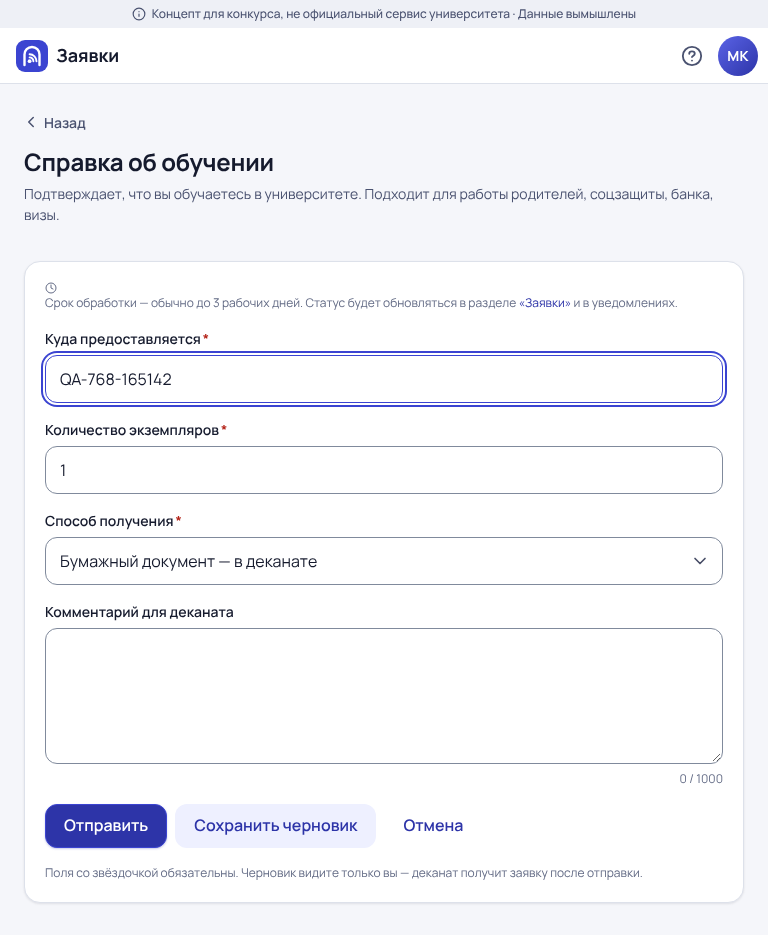 Концепт для конкурса, не официальный сервис университета · Данные вымышлены
Заявки
МК
Назад
Справка об обучении
Подтверждает, что вы обучаетесь в университете. Подходит для работы родителей, соцзащиты, банка,
визы.
Срок обработки — обычно до 3 рабочих дней. Статус будет обновляться в разделе «Заявки» и в уведомлениях.
Куда предоставляется *
QA-768-165142
Количество экземпляров *
1
Способ получения *
Бумажный документ — в деканате
Комментарий для деканата
0 / 1000
Отправить
Сохранить черновик
Отмена
Поля со звёздочкой обязательны. Черновик видите только вы — деканат получит заявку после отправки.